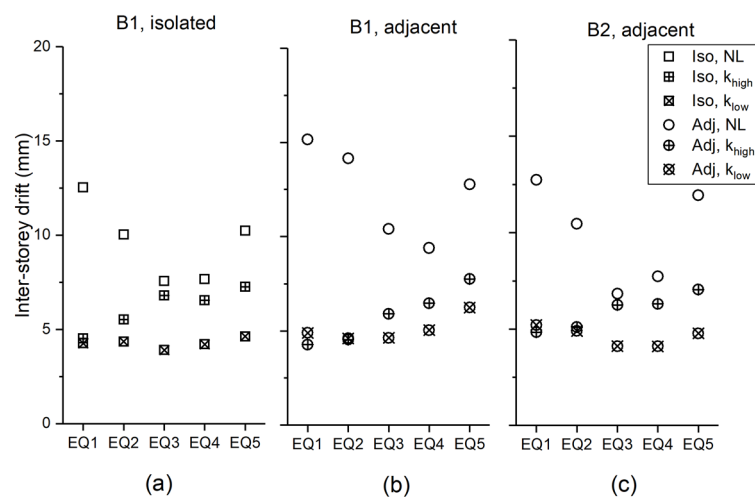 B1, isolated
B1, adjacent
B2, adjacent
Iso, NL
Iso, khigh
Iso, klow
Adj, NL
Adj, khigh
Adj, klow
Inter-storey drift (mm)
20
15
10
5
0
EQ1 EQ2 EQ3 EQ4 EQ5
EQ1 EQ2 EQ3 EQ4 EQ5
EQ1 EQ2 EQ3 EQ4 EQ5
(a)
(b)
(c)